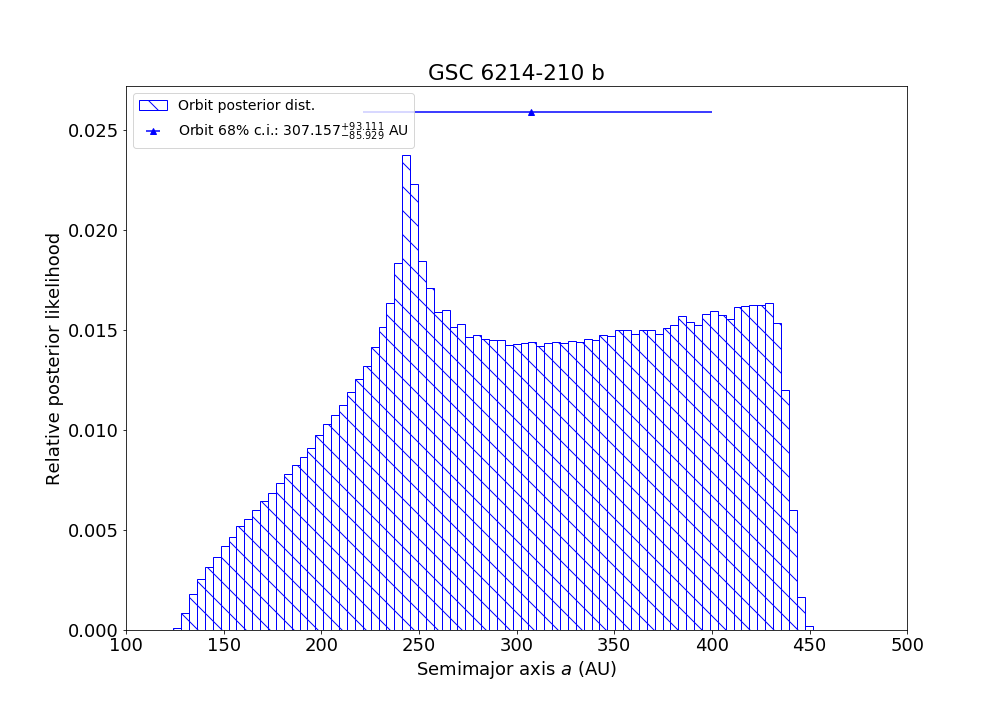 GSC 6214-210 b
Orbit posterior dist.
Orbit 68% c.i.: 307.157+93.111−85.929 AU
Relative posterior likelihood
0.025
0.020
0.015
0.010
0.005
0.000
100 150 200 250 300 350 400 450 500
Semimajor axis a (AU)